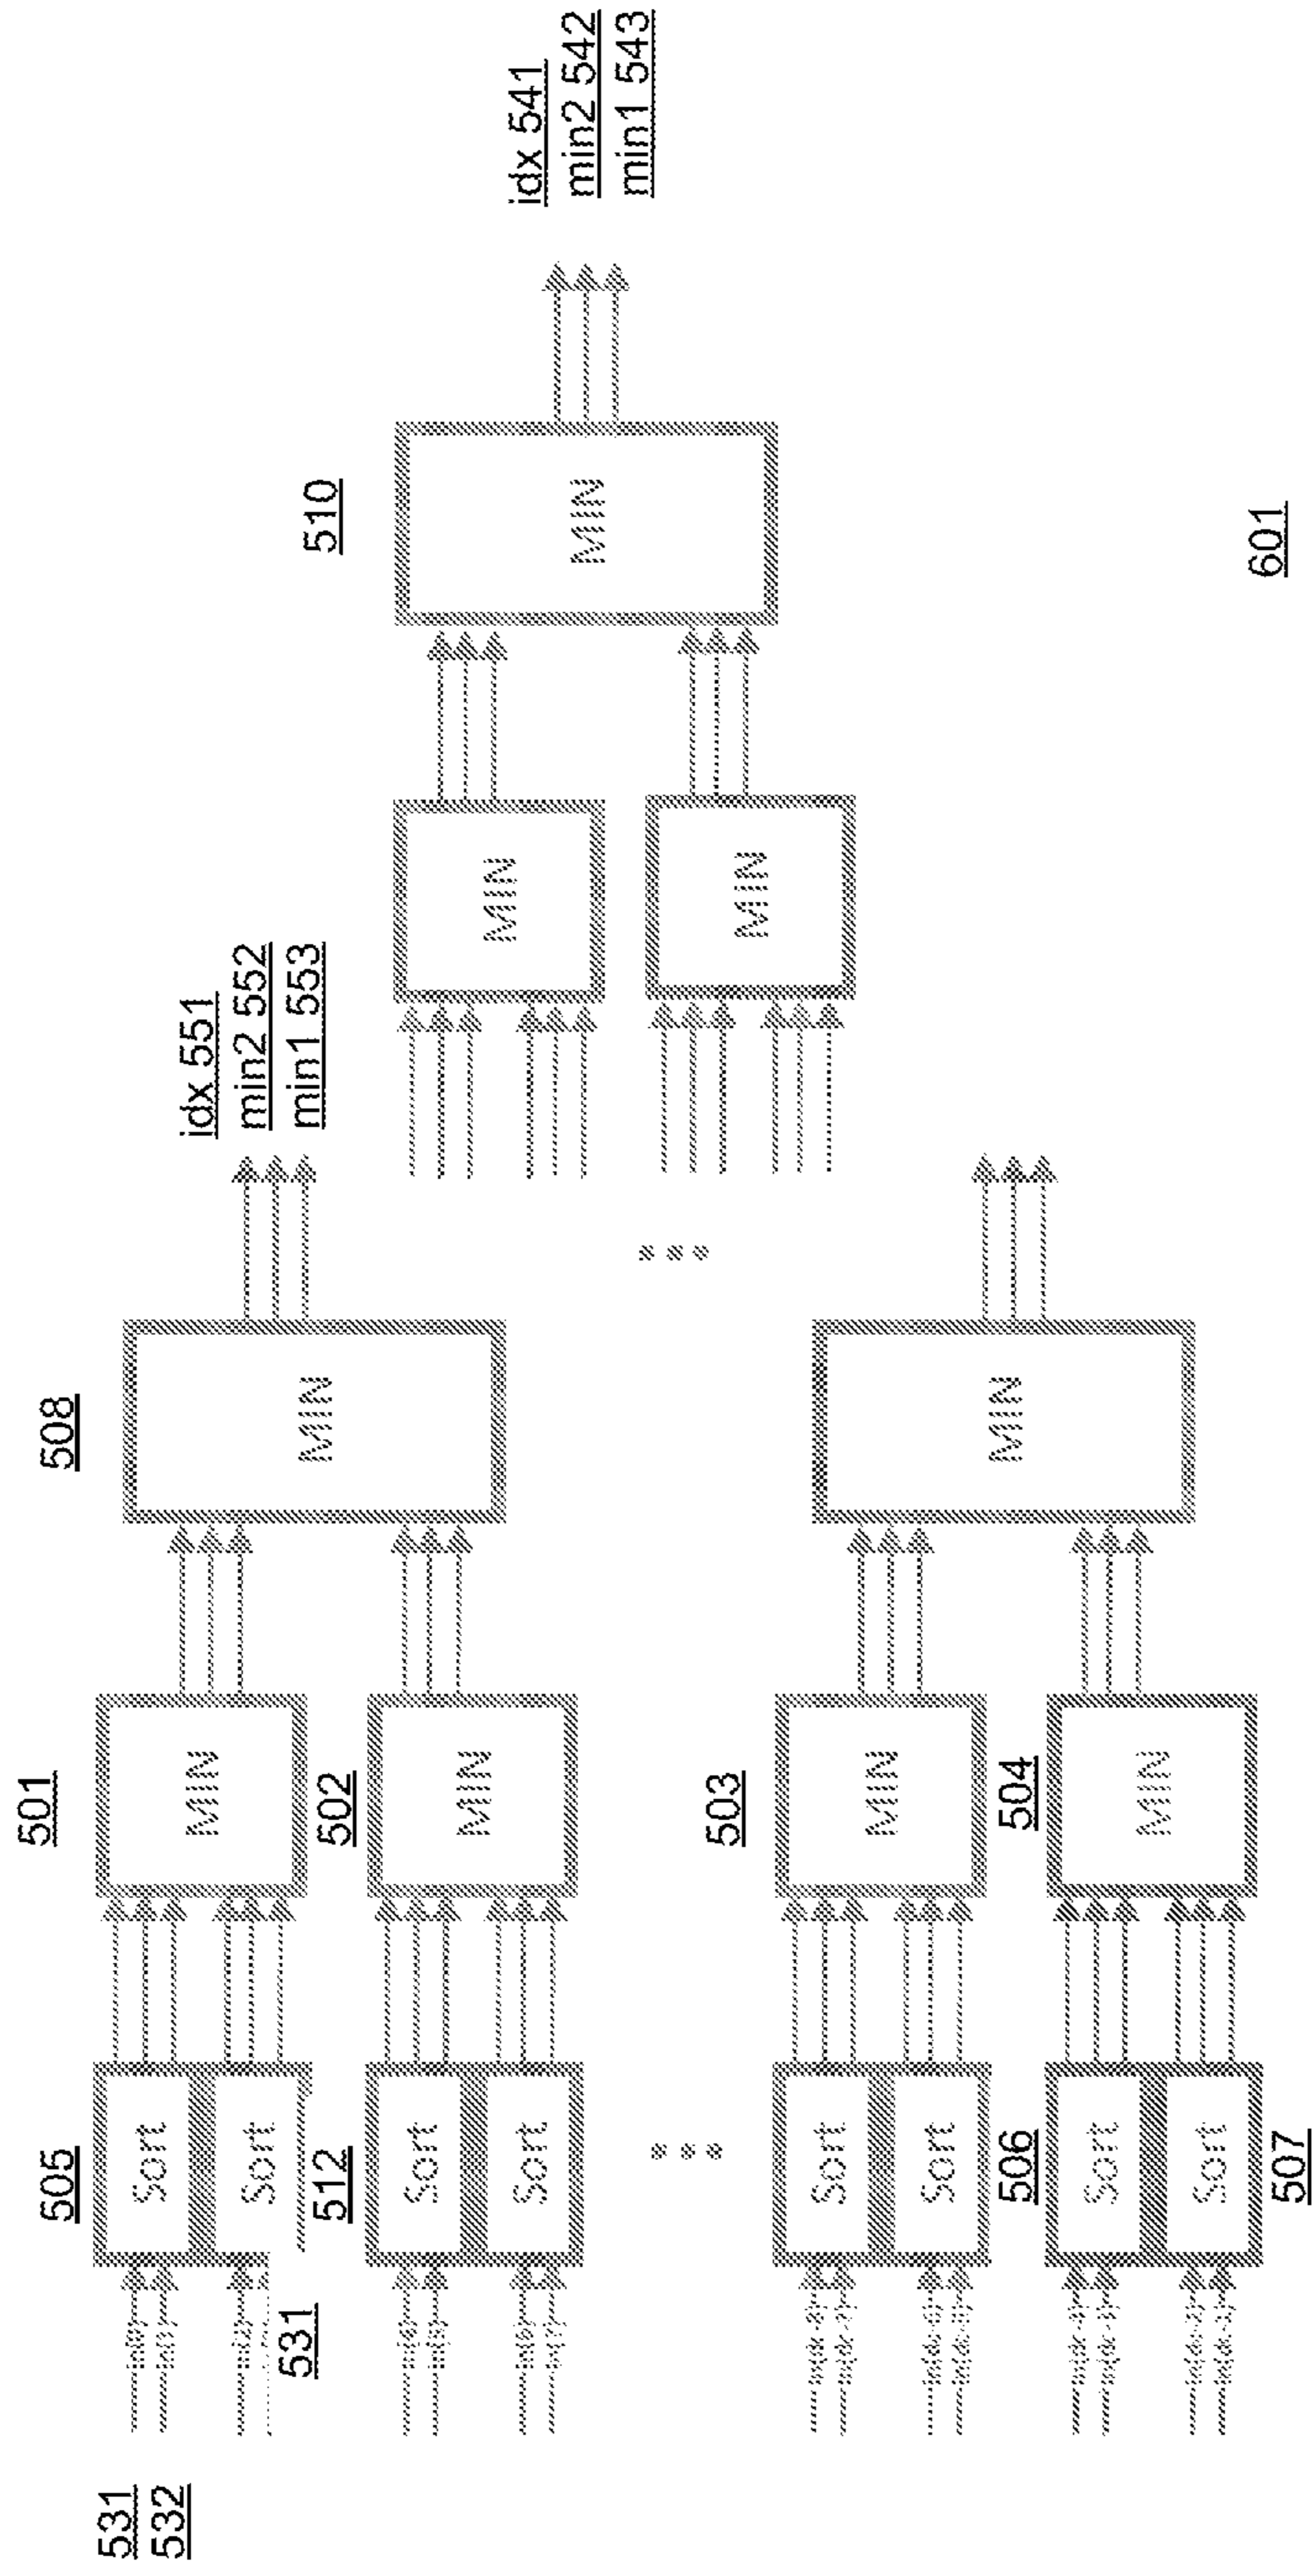 531
532
505
Sort
Sort
531
512
Sort
Sort
Sort
Sort
506
Sort
Sort
507
501
MIN
502
MIN
503
MIN
504
MIN
508
MIN
MIN
idx 551
min2 552
min1 553
MIN
MIN
510
MIN
idx 541
min2 542
min1 543
601